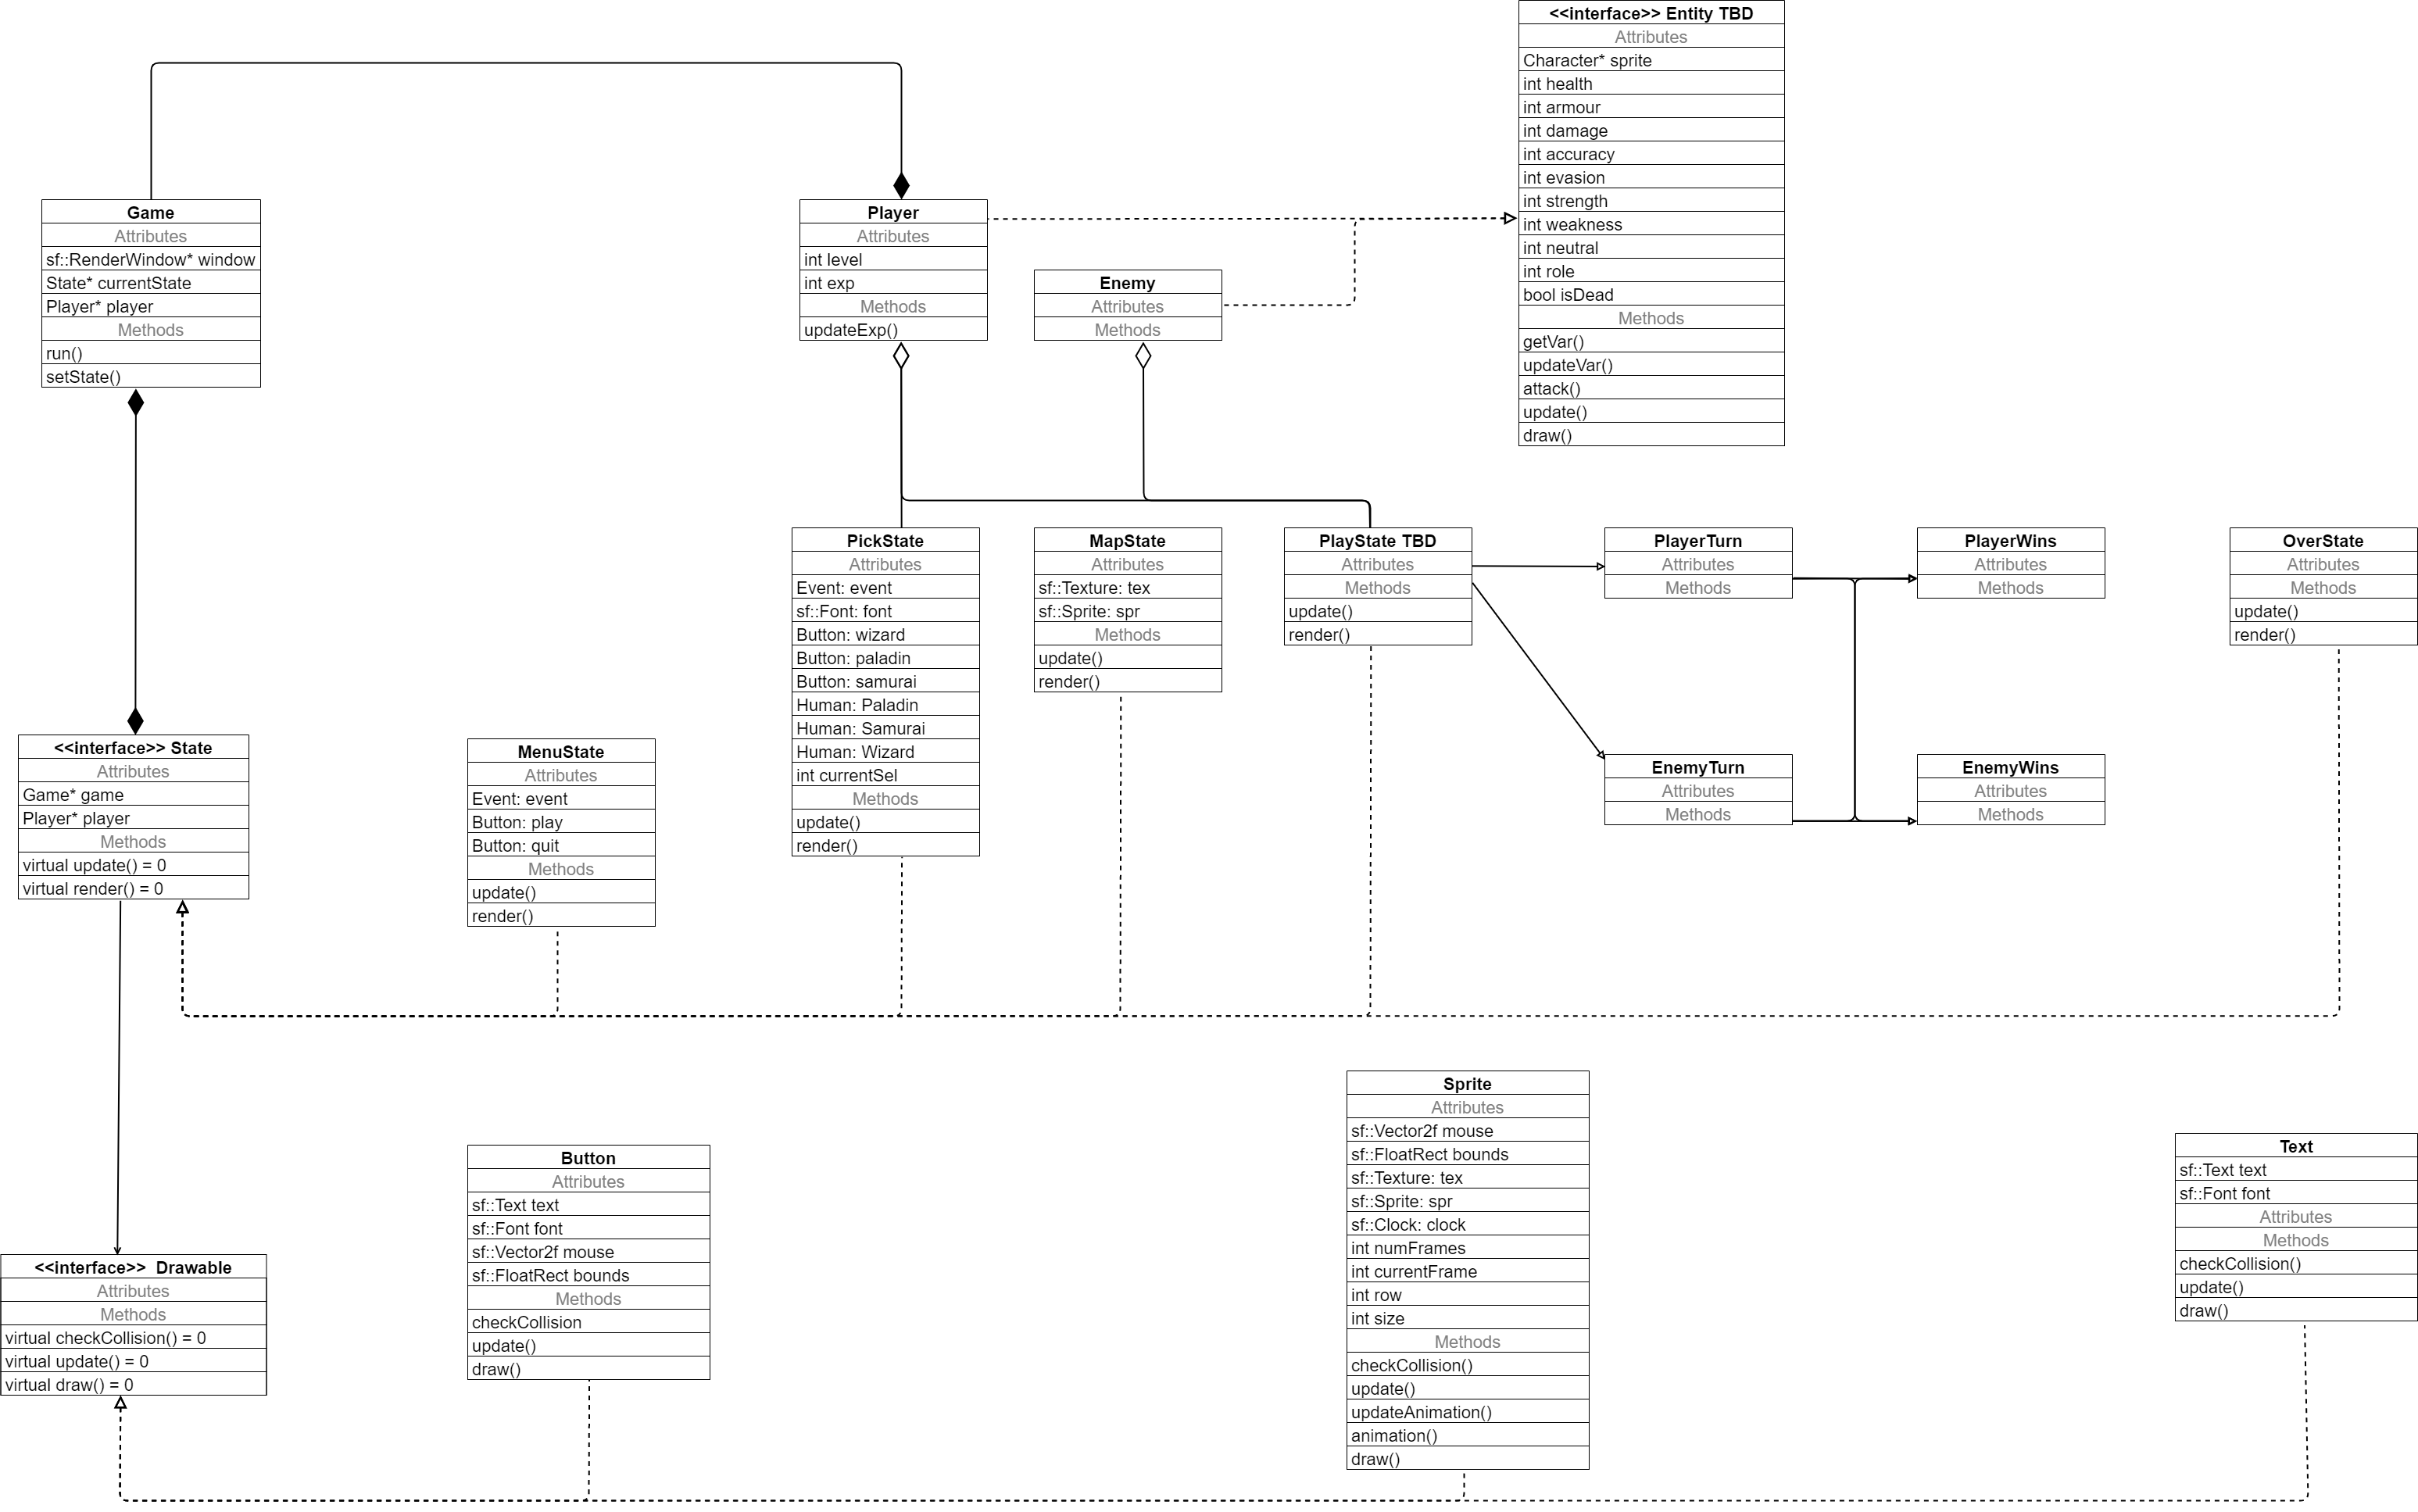 <<interface>> Entity TBD
Attributes
Character* sprite
int health
int armour
int damage
int accuracy
int evasion
int strength
int weakness
int neutral
int role
bool isDead
Methods
getVar()
updateVar()
attack()
update()
draw()
Game
Attributes
sf::RenderWindow* window
State* currentState
Player* player
Methods
run()
setState()
Player
Attributes
int level
int exp
Methods
updateExp()
Enemy
Attributes
Methods
PickState
Attributes
Event: event
sf::Font: font
Button: wizard
Button: paladin
Button: samurai
Human: Paladin
Human: Samurai
Human: Wizard
int currentSel
Methods
update()
render()
MapState
Attributes
sf::Texture: tex
sf::Sprite: spr
Methods
update()
render()
PlayState TBD
Attributes
Methods
update()
render()
PlayerTurn
Attributes
Methods
PlayerWins
Attributes
Methods
OverState
Attributes
Methods
update()
render()
<<interface>> State
Attributes
Game* game
Player* player
Methods
virtual update() = 0
virtual render() = 0
MenuState
Attributes
Event: event
Button: play
Button: quit
Methods
update()
render()
EnemyTurn
Attributes
Methods
EnemyWins
Attributes
Methods
<<interface>> Drawable
Attributes
Methods
virtual checkCollision() = 0
virtual update() = 0
virtual draw() = 0
Button
Attributes
sf::Text text
sf::Font font
sf::Vector2f mouse
sf::FloatRect bounds
Methods
checkCollision
update()
draw()
Sprite
Attributes
sf::Vector2f mouse
sf::FloatRect bounds
sf::Texture: tex
sf::Sprite: spr
sf::Clock: clock
int numFrames
int currentFrame
int row
int size
Methods
checkCollision()
update()
updateAnimation()
animation()
draw()
Text
sf::Text text
sf::Font font
Attributes
Methods
checkCollision()
update()
draw()